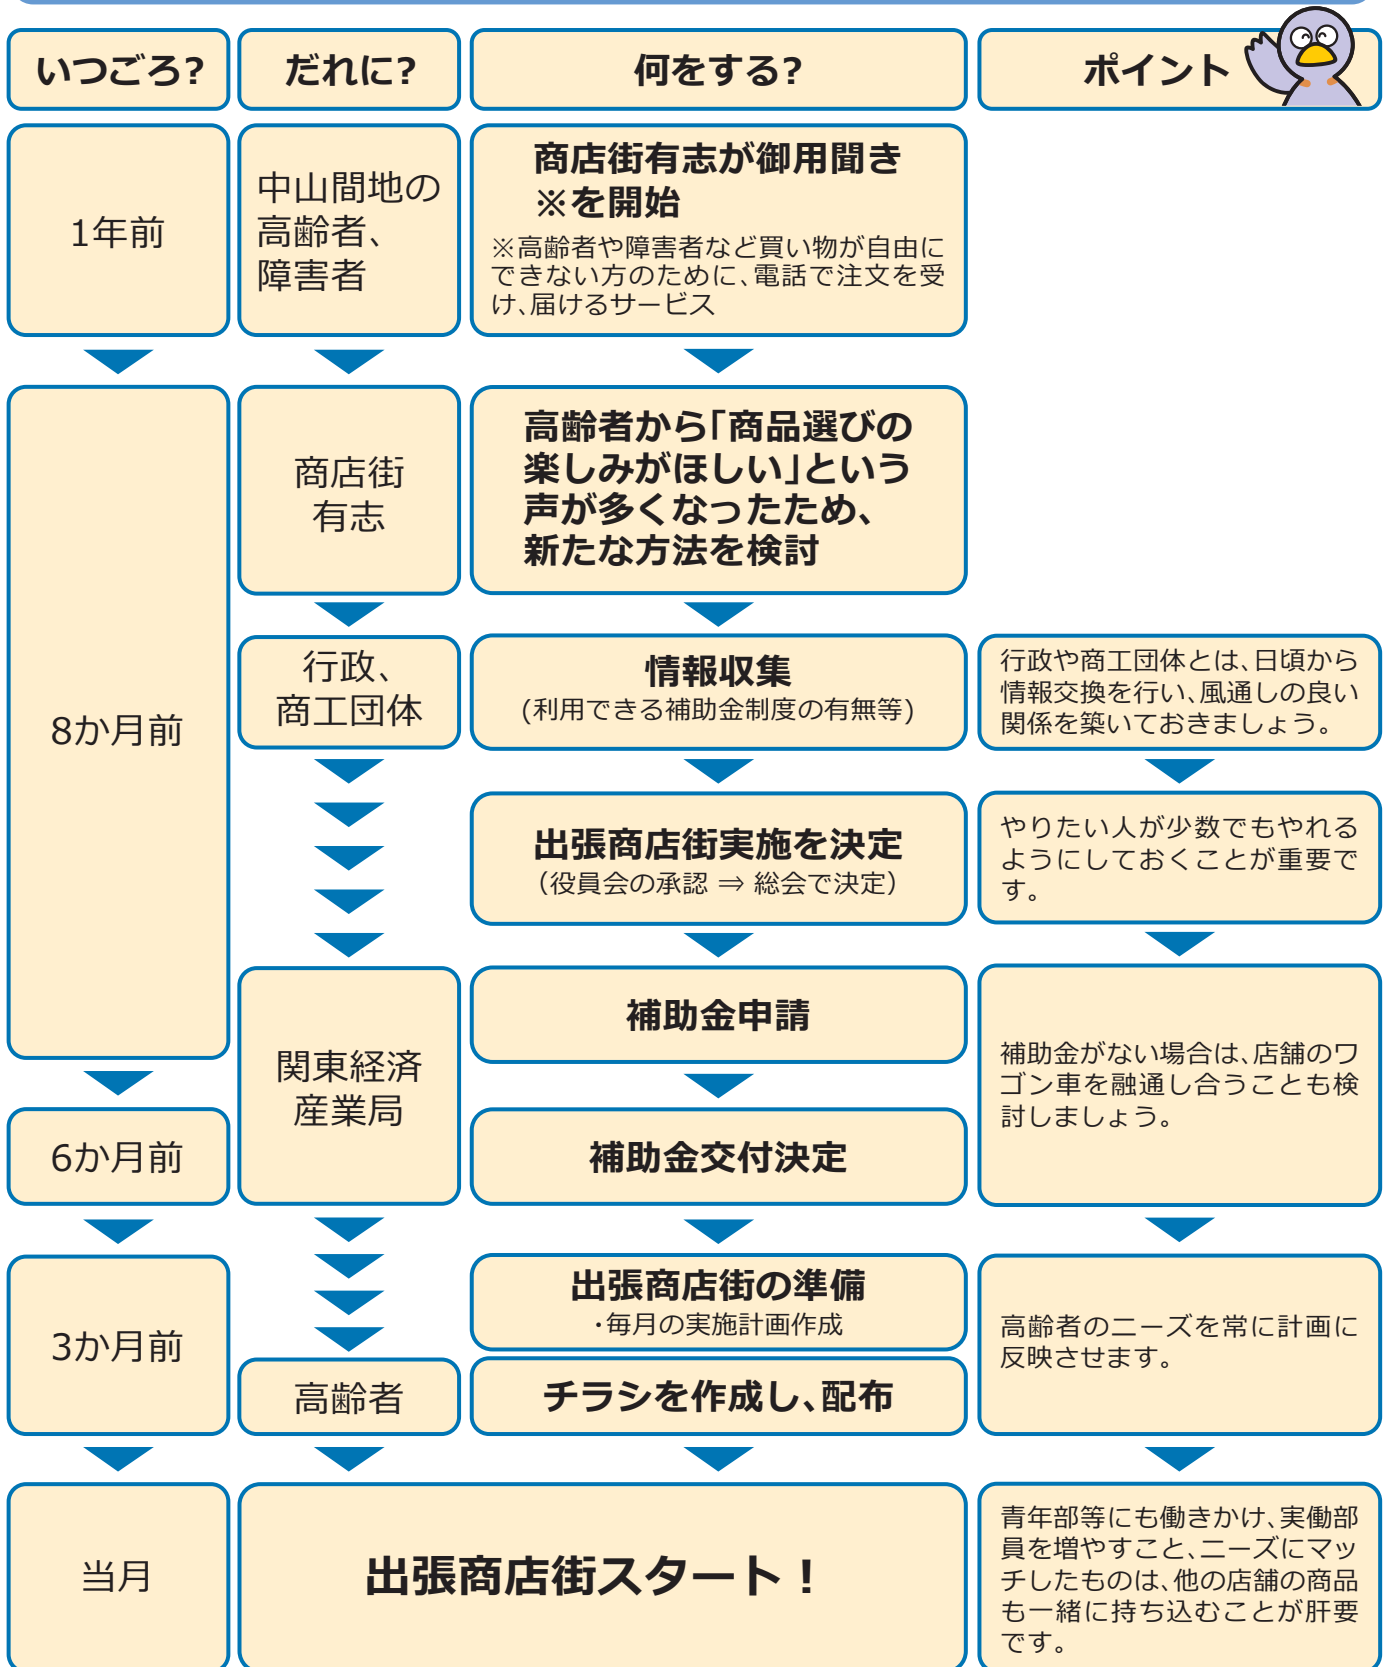 いつごろ?
だれに?
何をする?
ポイント
1年前
中山間地の
高齢者、
障害者
商店街有志が御用聞き
※を開始
※高齢者や障害者など買い物が自由に
できない方のために、電話で注文を受
け、届けるサービス
8か月前
商店街
有志
高齢者から「商品選びの
楽しみがほしい」という
声が多くなったため、
新たな方法を検討
行政、
商工団体
情報収集
(利用できる補助金制度の有無等)
行政や商工団体とは、日頃から
情報交換を行い、風通しの良い
関係を築いておきましょう。
出張商店街実施を決定
（役員会の承認 ⇒ 総会で決定）
やりたい人が少数でもやれる
ようにしておくことが重要で
す。
関東経済
産業局
補助金申請
補助金がない場合は、店舗のワ
ゴン車を融通し合うことも検
討しましょう。
6か月前
補助金交付決定
3か月前
出張商店街の準備
・毎月の実施計画作成
高齢者のニーズを常に計画に
反映させます。
高齢者
チラシを作成し、配布
当月
出張商店街スタート！
青年部等にも働きかけ、実働部
員を増やすこと、ニーズにマッ
チしたものは、他の店舗の商品
も一緒に持ち込むことが肝要
です。